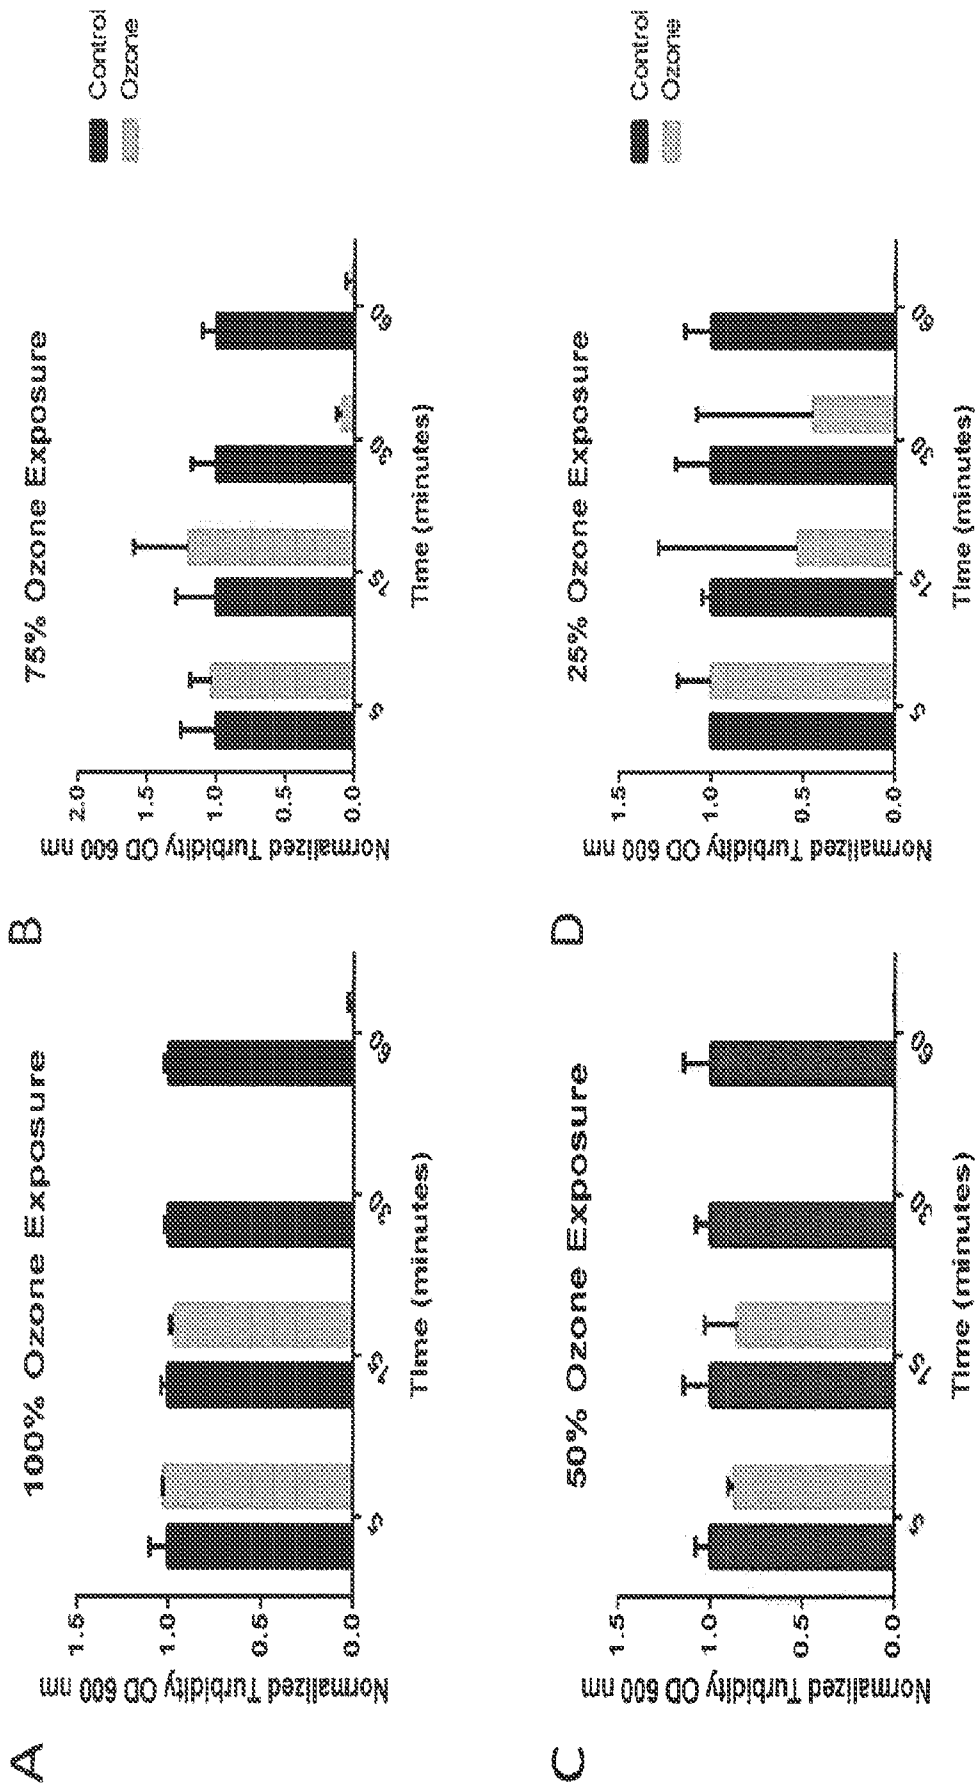 A
100% Ozone Exposure
Normalized Turbidity OD 600 nm
1.5
1.0
0.5
0.0
5
15
30
60
Time (minutes)
B
75% Ozone Exposure
Normalized Turbidity OD 600 nm
2.0
1.5
1.0
0.5
0.0
5
15
30
60
Time (minutes)
Control
Ozone
C
50% Ozone Exposure
Normalized Turbidity OD 600 nm
1.5
1.0
0.5
0.0
5
15
30
60
Time (minutes)
D
25% Ozone Exposure
Normalized Turbidity OD 600 nm
1.5
1.0
0.5
0.0
5
15
30
60
Time (minutes)
Control
Ozone